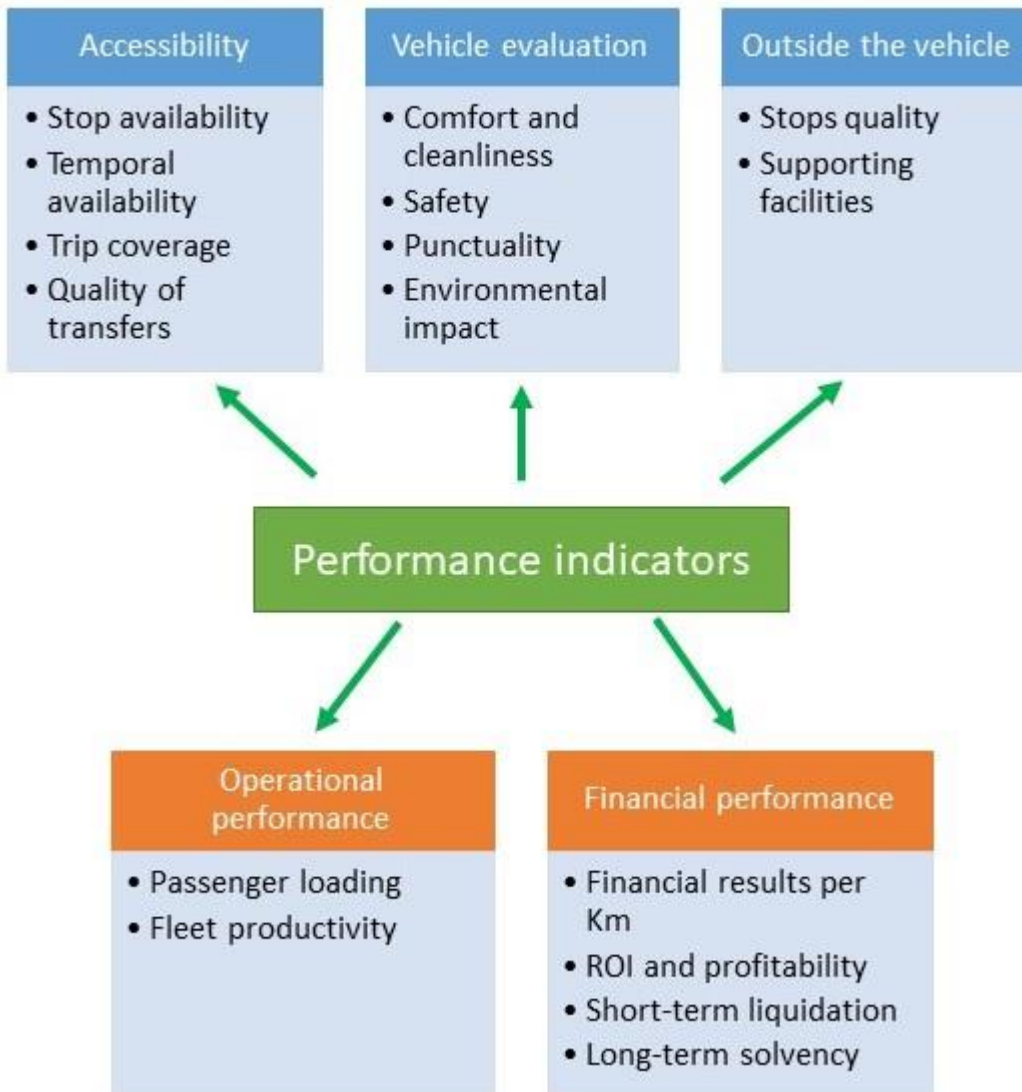 Accessibility
• Stop availability
• Temporal
availability
• Trip coverage
• Quality of
transfers
Vehicle evaluation
• Comfort and
cleanliness
• Safety
• Punctuality
• Environmental
impact
Outside the vehicle
• Stops quality
• Supporting
facilities
Performance indicators
Operational
performance
• Passenger loading
• Fleet productivity
Financial performance
• Financial results per
Km
• ROI and profitability
• Short-term liquidation
• Long-term solvency